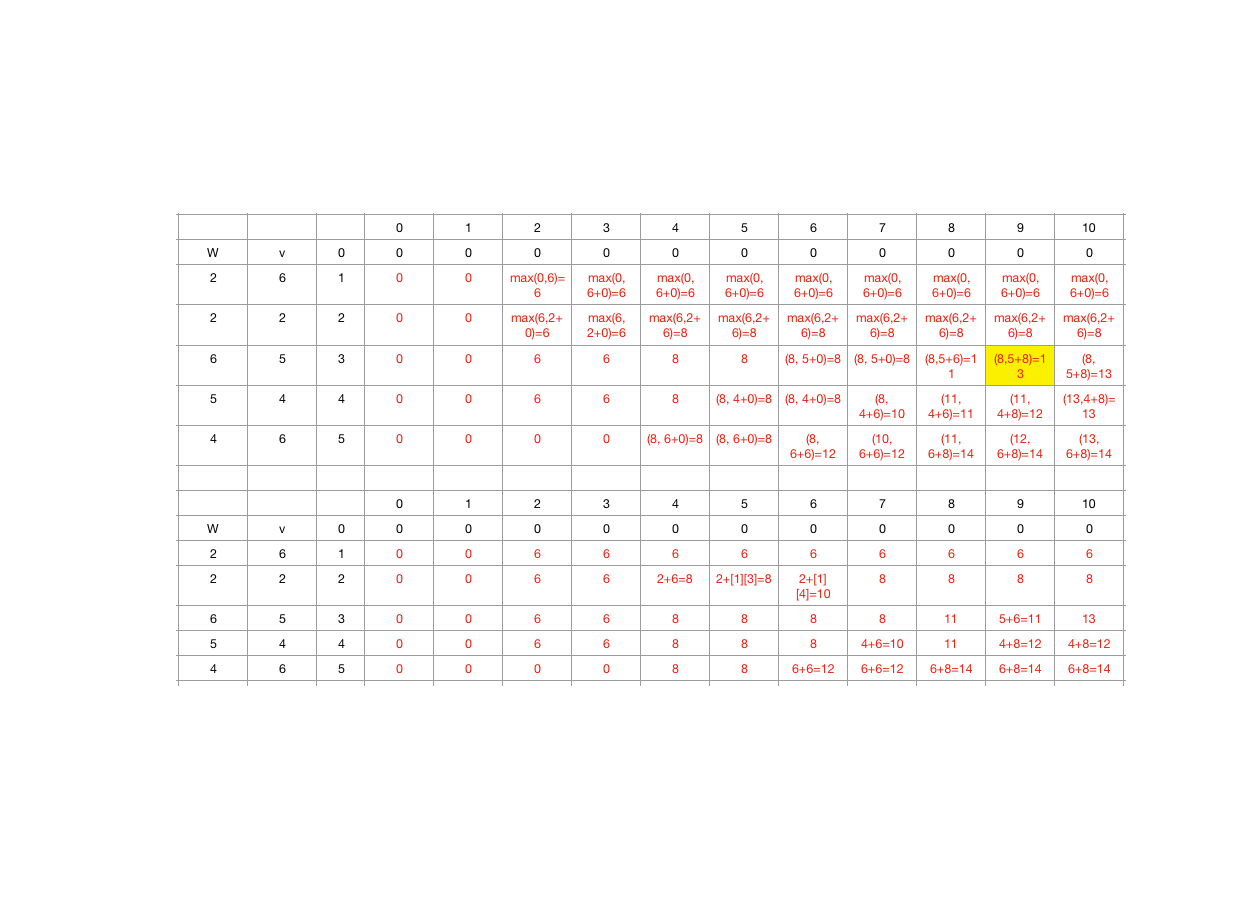 0 1 2 3 4 5 6 7 8 9 10
W v 0 0 0 0 0 0 0 0 0 0 0 0
2 6 1 0 0 max(0,6)= max(0, max(0, max(0, max(0, max(0, max(0, max(0, max(0,
6 6+0)=6 6+0)=6 6+0)=6 6+0)=6 6+0)=6 6+0)=6 6+0)=6 6+0)=6
2 2 2 0 0 max(6,2+ max(6, max(6,2+ max(6,2+ max(6,2+ max(6,2+ max(6,2+ max(6,2+ max(6,2+
0)=6 2+0)=6 6)=8 6)=8 6)=8 6)=8 6)=8 6)=8 6)=8
6 5 3 0 0 6 6 8 8 (8, 5+0)=8 (8, 5+0)=8 (8,5+6)=1 (8,5+8)=1 (8,
1 3 5+8)=13
5 4 4 0 0 6 6 8 (8, 4+0)=8 (8, 4+0)=8 (8, (11, (11, (13,4+8)=
4+6)=10 4+6)=11 4+8)=12 13
4 6 5 0 0 0 0 (8, 6+0)=8 (8, 6+0)=8 (8, (10, (11, (12, (13,
6+6)=12 6+6)=12 6+8)=14 6+8)=14 6+8)=14
0 1 2 3 4 5 6 7 8 9 10
W v 0 0 0 0 0 0 0 0 0 0 0 0
2 6 1 0 0 6 6 6 6 6 6 6 6 6
2 2 2 0 0 6 6 2+6=8 2+[1][3]=8 2+[1] 8 8 8 8
[4]=10
6 5 3 0 0 6 6 8 8 8 8 11 5+6=11 13
5 4 4 0 0 6 6 8 8 8 4+6=10 11 4+8=12 4+8=12
4 6 5 0 0 0 0 8 8 6+6=12 6+6=12 6+8=14 6+8=14 6+8=14